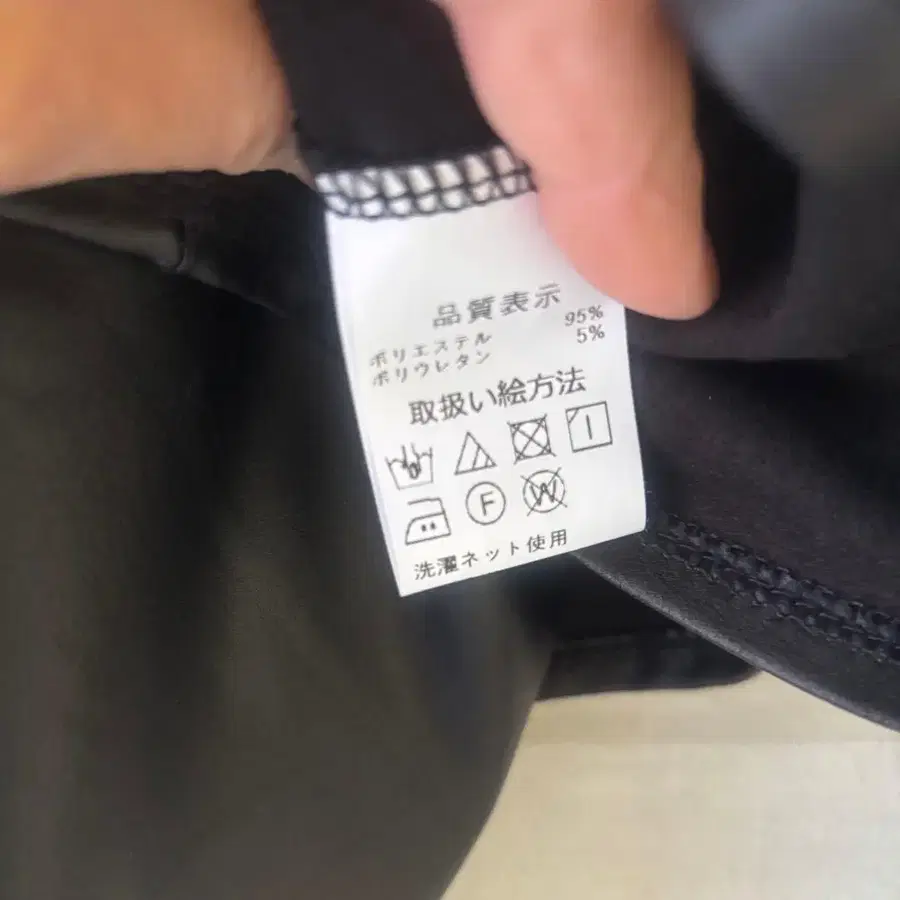 品質表示
ポリエステル 95%
ポリウレタン 5%
取扱い絵方法
F W
洗濯ネット使用